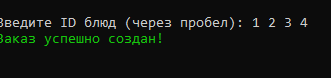 Введите ID блюд (через пробел): 1 2 3 4
Заказ успешно создан!